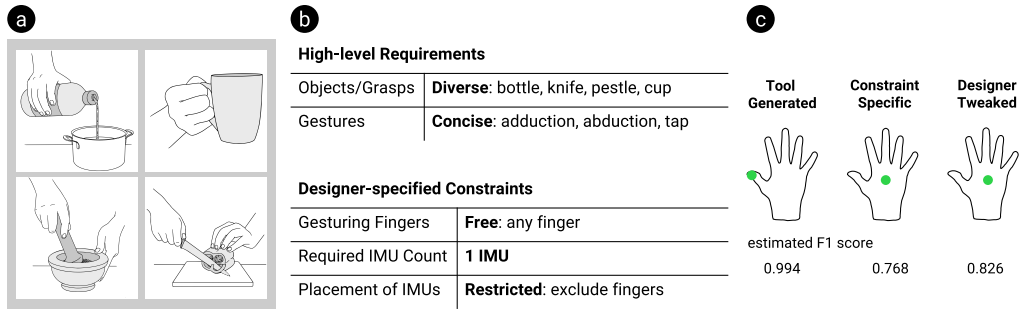 a
b
c
High-level Requirements
Objects/Grasps Diverse: bottle, knife, pestle, cup
Gestures Concise: adduction, abduction, tap
Designer-specified Constraints
Gesturing Fingers Free: any finger
Required IMU Count 1 IMU
Placement of IMUs Restricted: exclude fingers
Tool Generated
Constraint Specific
Designer Tweaked
estimated F1 score
0.994 0.768 0.826